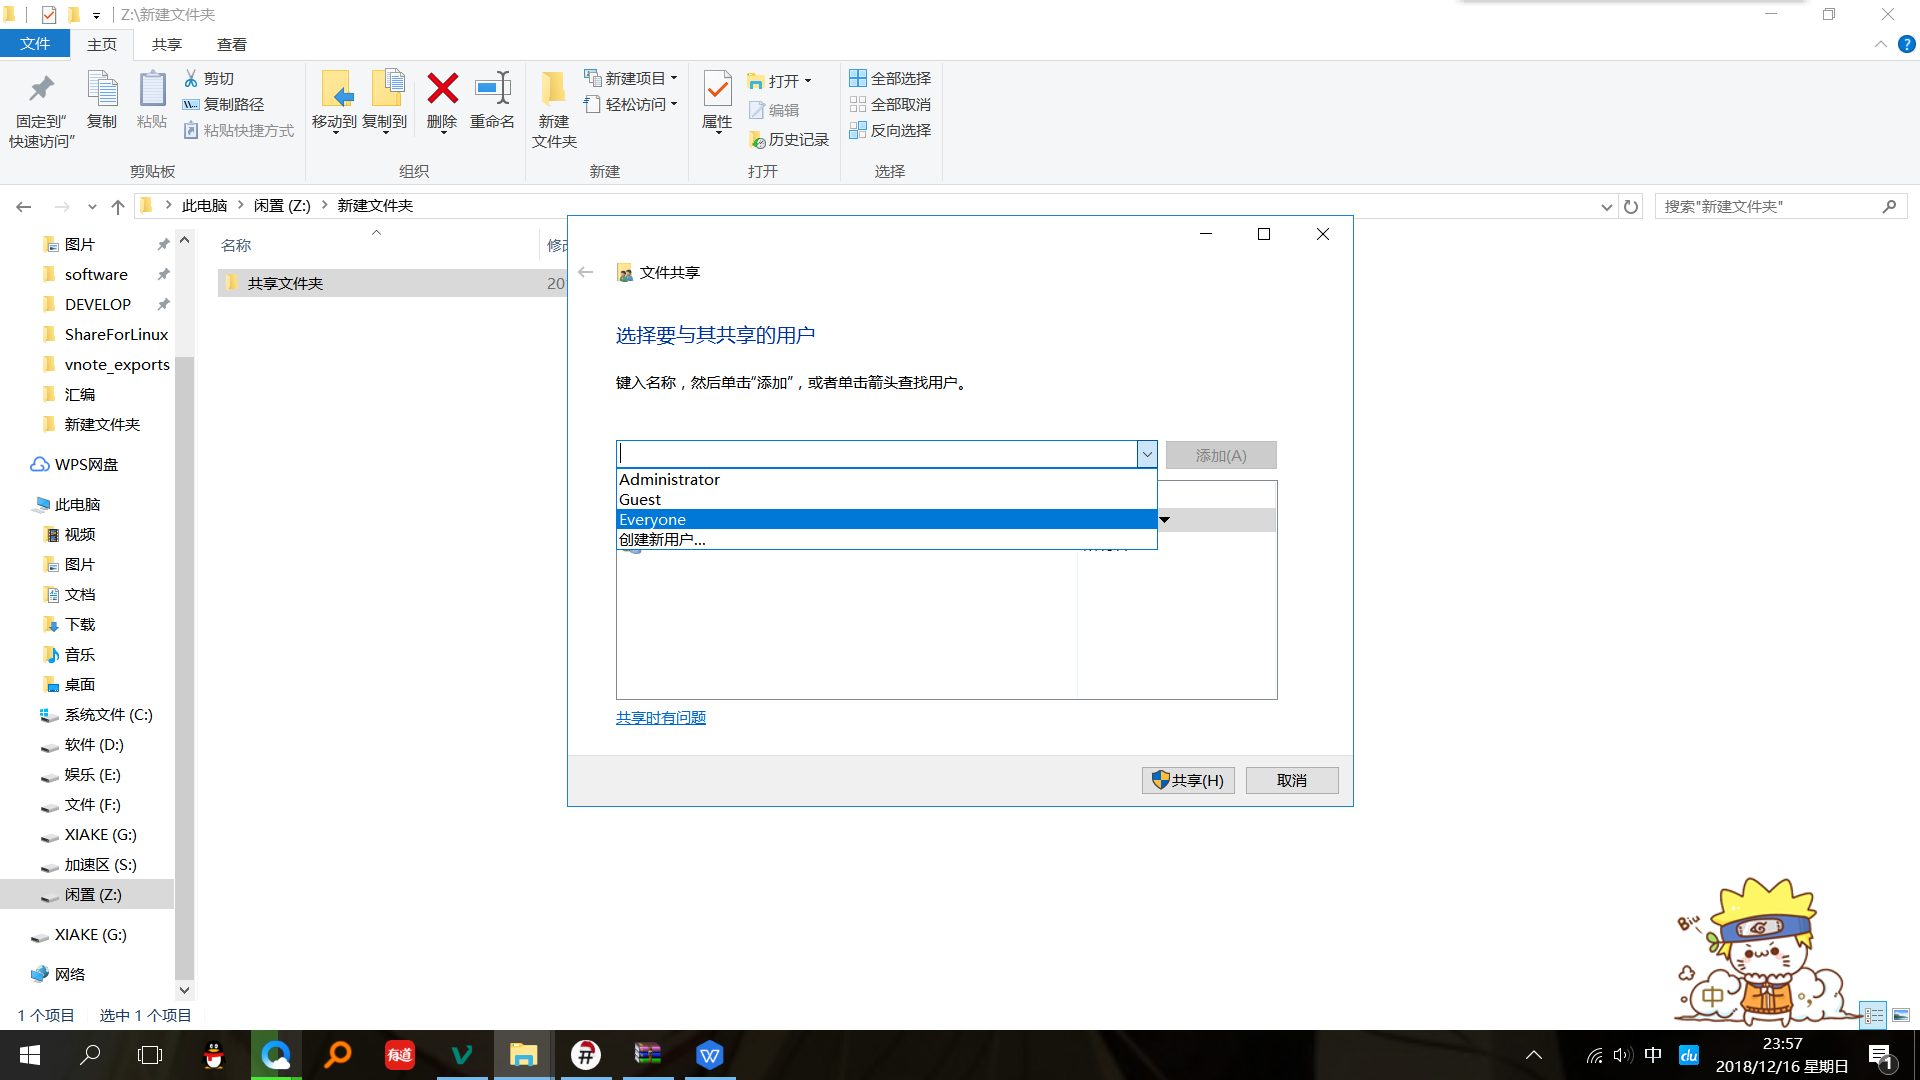 Z:\新建文件夹
文件 主页 共享 查看
固定到"快速访问"
复制
粘贴
剪切
复制路径
粘贴快捷方式
剪贴板
移动到
复制到
删除
重命名
组织
新建文件夹
新建项目
轻松访问
新建
属性
打开
编辑
历史记录
打开
全部选择
全部取消
反向选择
选择
此电脑 闲置 (Z:) 新建文件夹
搜索"新建文件夹"
图片
software
DEVELOP
ShareForLinux
vnote_exports
汇编
新建文件夹
WPS网盘
此电脑
视频
图片
文档
下载
音乐
桌面
系统文件 (C:)
软件 (D:)
娱乐 (E:)
文件 (F:)
XIAKE (G:)
加速区 (S:)
闲置 (Z:)
XIAKE (G:)
网络
名称
共享文件夹 20
文件共享
选择要与其共享的用户
键入名称，然后单击"添加"，或者单击箭头查找用户。
添加(A)
Administrator
Guest
Everyone
创建新用户...
共享时有问题
共享(H) 取消
1 个项目 选中 1 个项目
Biu
中
有道
中
du
23:57
2018/12/16 星期日
1